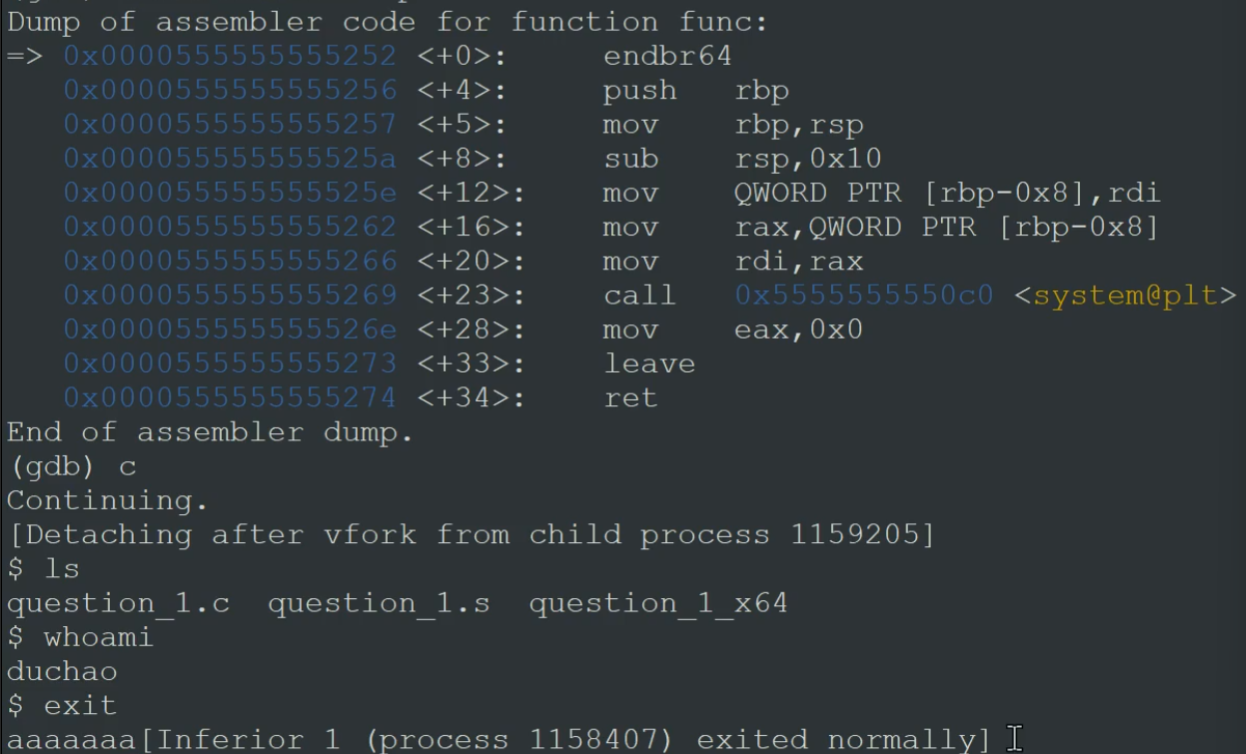 Dump of assembler code for function func:
=> 0x0000555555555252 <+0>: endbr64
0x0000555555555256 <+4>: push rbp
0x0000555555555257 <+5>: mov rbp,rsp
0x000055555555525a <+8>: sub rsp,0x10
0x000055555555525e <+12>: mov QWORD PTR [rbp-0x8],rdi
0x0000555555555262 <+16>: mov rax,QWORD PTR [rbp-0x8]
0x0000555555555266 <+20>: mov rdi,rax
0x0000555555555269 <+23>: call 0x5555555550c0 <system@plt>
0x000055555555526e <+28>: mov eax,0x0
0x0000555555555273 <+33>: leave
0x0000555555555274 <+34>: ret
End of assembler dump.
(gdb) c
Continuing.
[Detaching after vfork from child process 1159205]
$ ls
question_1.c question_1.s question_1_x64
$ whoami
duchao
$ exit
aaaaaaa[Inferior 1 (process 1158407) exited normally]